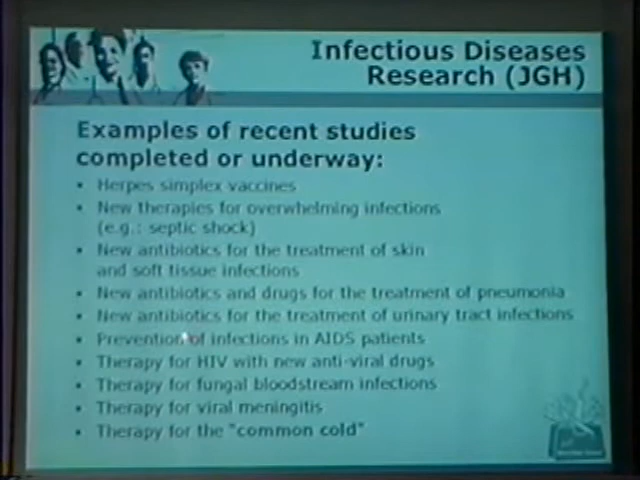 Infectious Diseases
Research (JGH)
Examples of recent studies
completed or underway:
• Herpes simplex vaccines
• New therapies for overwhelming infections
(e.g.: septic shock)
• New antibiotics for the treatment of skin
and soft tissue infections
• New antibiotics and drugs for the treatment of pneumonia
• New antibiotics for the treatment of urinary tract infections
• Prevention of infections in AIDS patients
• Therapy for HIV with new anti-viral drugs
• Therapy for fungal bloodstream infections
• Therapy for viral meningitis
• Therapy for the "common cold"